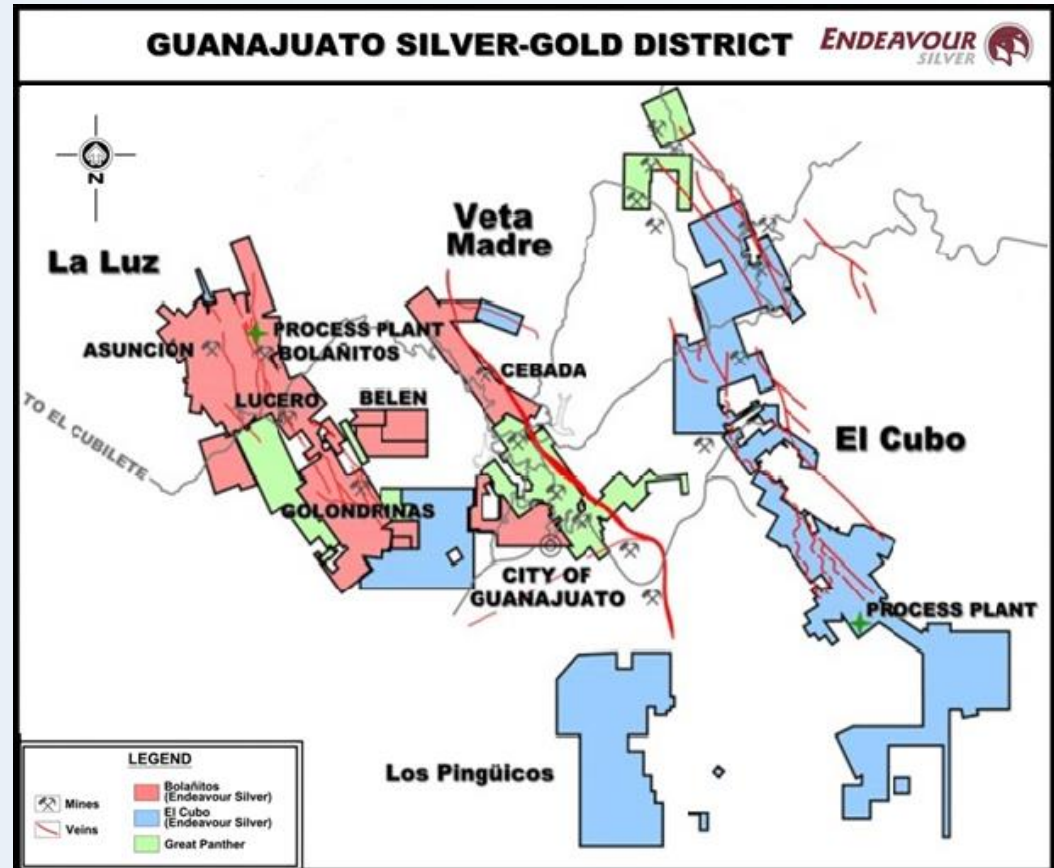 GUANAJUATO SILVER-GOLD DISTRICT
ENDEAVOUR
SILVER
N
Veta
Madre
La Luz
PROCESS PLANT
ASUNCIÓN
BOLAÑITOS
CEBADA
LUCERO
BELEN
TO EL CUBILETE
El Cubo
GOLONDRINAS
CITY OF
GUANAJUATO
PROCESS PLANT
Los Pingüicos
LEGEND
Mines
Veins
Bolañitos
(Endeavour Silver)
El Cubo
(Endeavour Silver)
Great Panther